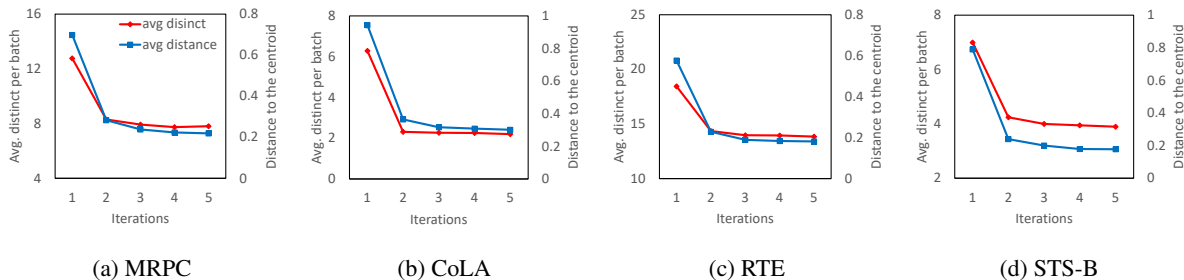 avg disinct
avg distance
Avg. distinct per batch
16
12
8
4
0.8
0.6
0.4
0.2
0
Distance to the centroid
1 2 3 4 5
Iterations
(a) MRPC
Avg. distinct per batch
8
6
4
2
0
1
0.8
0.6
0.4
0.2
0
Distance to the centroid
1 2 3 4 5
Iterations
(b) CoLA
Avg. distinct per batch
25
20
15
10
0.8
0.6
0.4
0.2
0
Distance to the centroid
1 2 3 4 5
Iterations
(c) RTE
Avg. distinct per batch
8
6
4
2
1
0.8
0.6
0.4
0.2
0
Distance to the centroid
1 2 3 4 5
Iterations
(d) STS-B